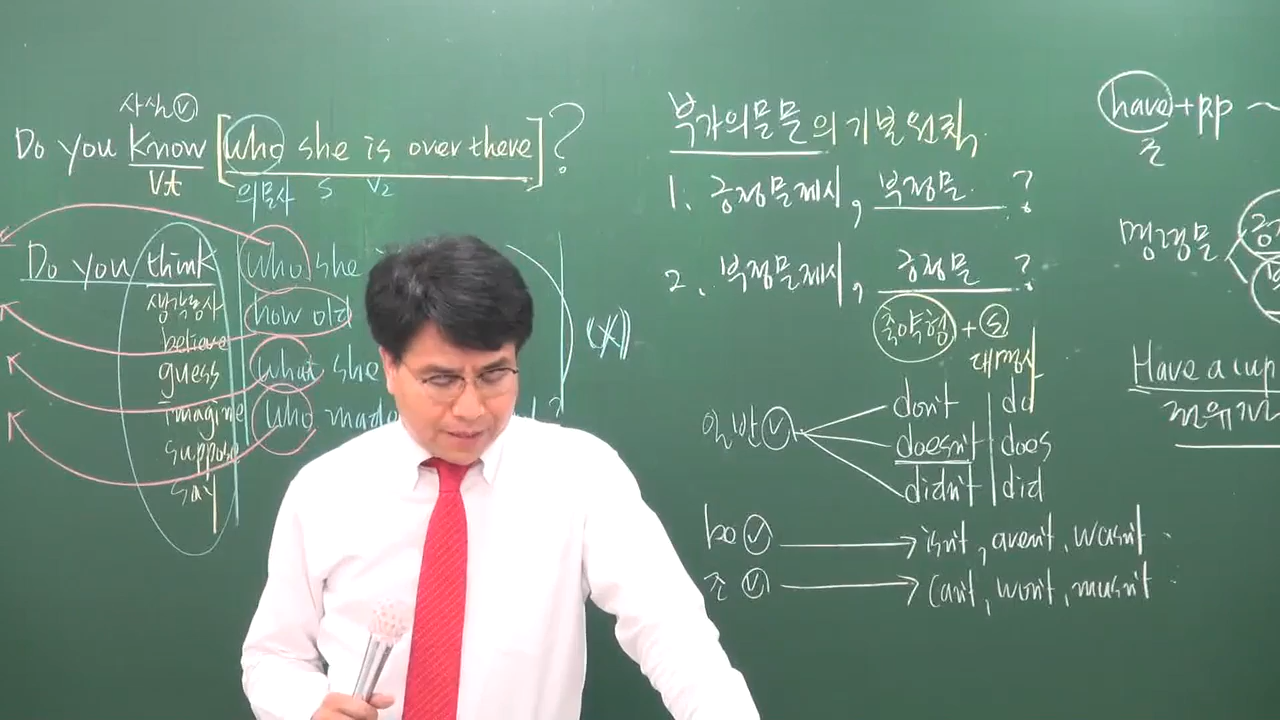 사실 ⓥ
Do you know [who she is over there]?
vt 의문사 S V2
Do you think who she
생각동사 how old
believe
guess what she
imagine who made ?
suppose
say
(X)
부가의문문의 기본원칙.
1. 긍정문제시, 부정문. ?
2. 부정문제시, 긍정문 ?
축약형 + ⓢ
대명사
일반ⓥ don't do
doesn't does
didn't did
be ⓥ → isn't, aren't, wasn't
조 ⓥ → can't, won't, mustn't
have + pp ~
조
명령문
Have a cup